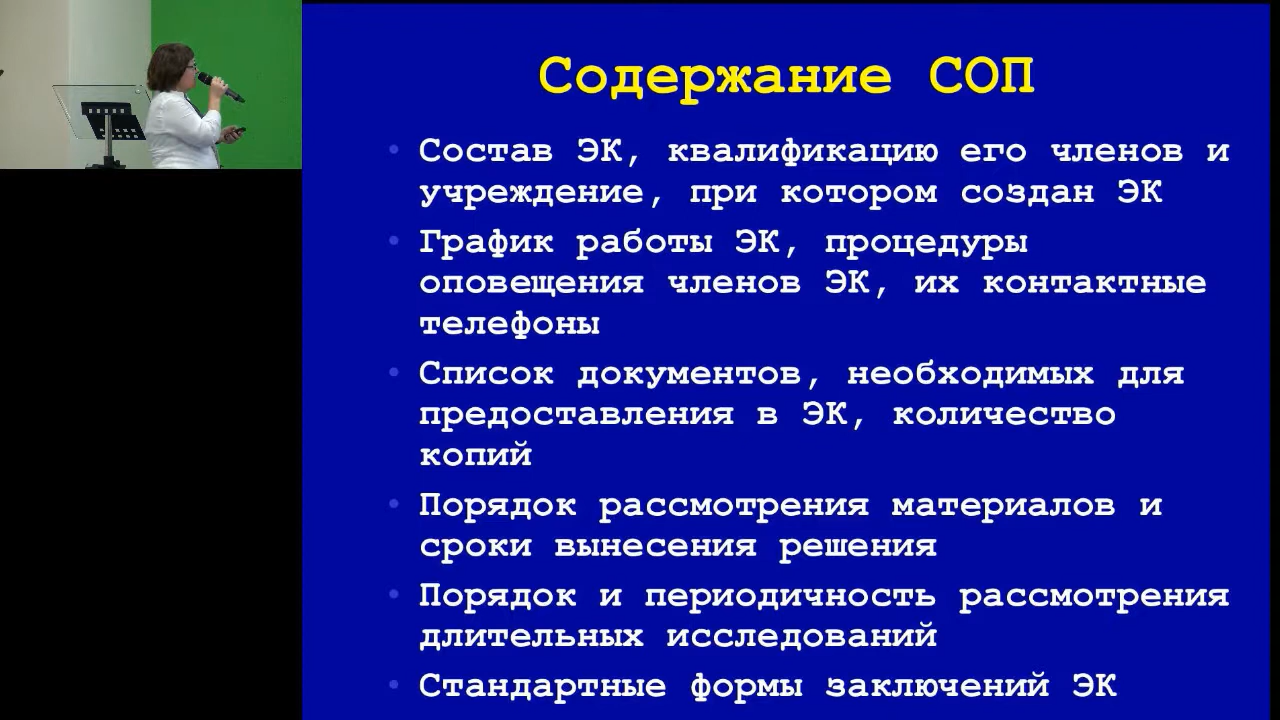 Содержание СОП
Состав ЭК, квалификацию его членов и
учреждение, при котором создан ЭК
График работы ЭК, процедуры
оповещения членов ЭК, их контактные
телефоны
Список документов, необходимых для
предоставления в ЭК, количество
копий
Порядок рассмотрения материалов и
сроки вынесения решения
Порядок и периодичность рассмотрения
длительных исследований
Стандартные формы заключений ЭК